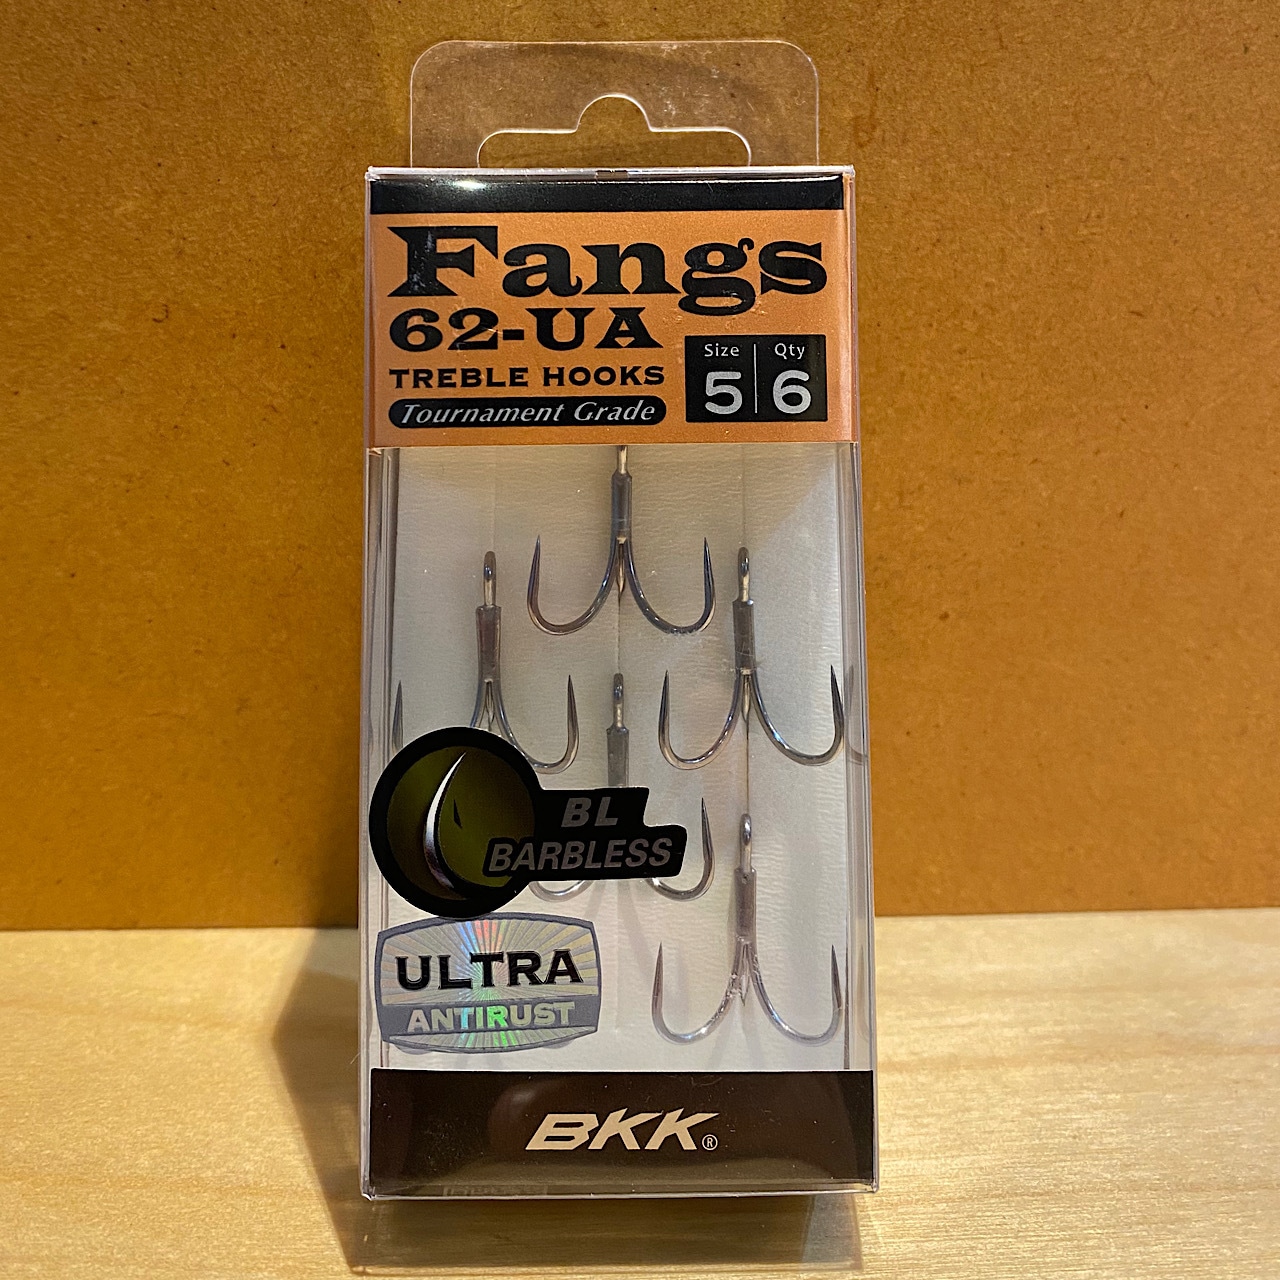 Fangs
62-UA
TREBLE HOOKS
Tournament Grade
Size Qty
5 6
BL
BARBLESS
ULTRA
ANTIRUST
BKK®